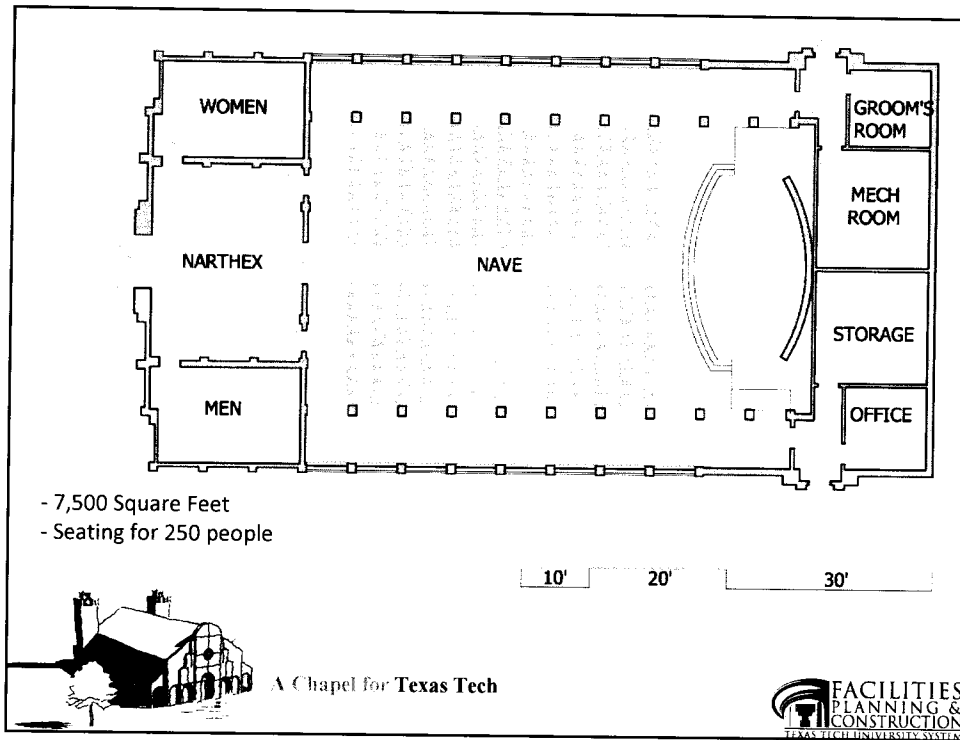 WOMEN
GROOM'S
ROOM
MECH
ROOM
NARTHEX
NAVE
STORAGE
MEN
OFFICE
- 7,500 Square Feet
- Seating for 250 people
10' 20' 30'
A Chapel for Texas Tech
FACILITIES
PLANNING &
CONSTRUCTION
TEXAS TECH UNIVERSITY SYSTEM